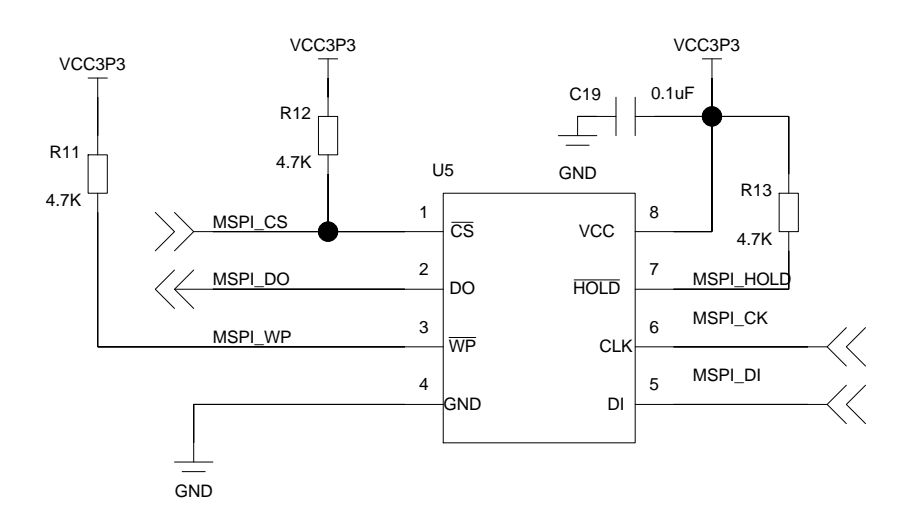 VCC3P3
VCC3P3
VCC3P3
C19
0.1uF
R12
4.7K
GND
R11
4.7K
U5
R13
4.7K
MSPI_CS
1
CS
VCC
8
MSPI_DO
2
DO
HOLD
7
MSPI_HOLD
MSPI_WP
3
WP
CLK
6
MSPI_CK
4
GND
DI
5
MSPI_DI
GND